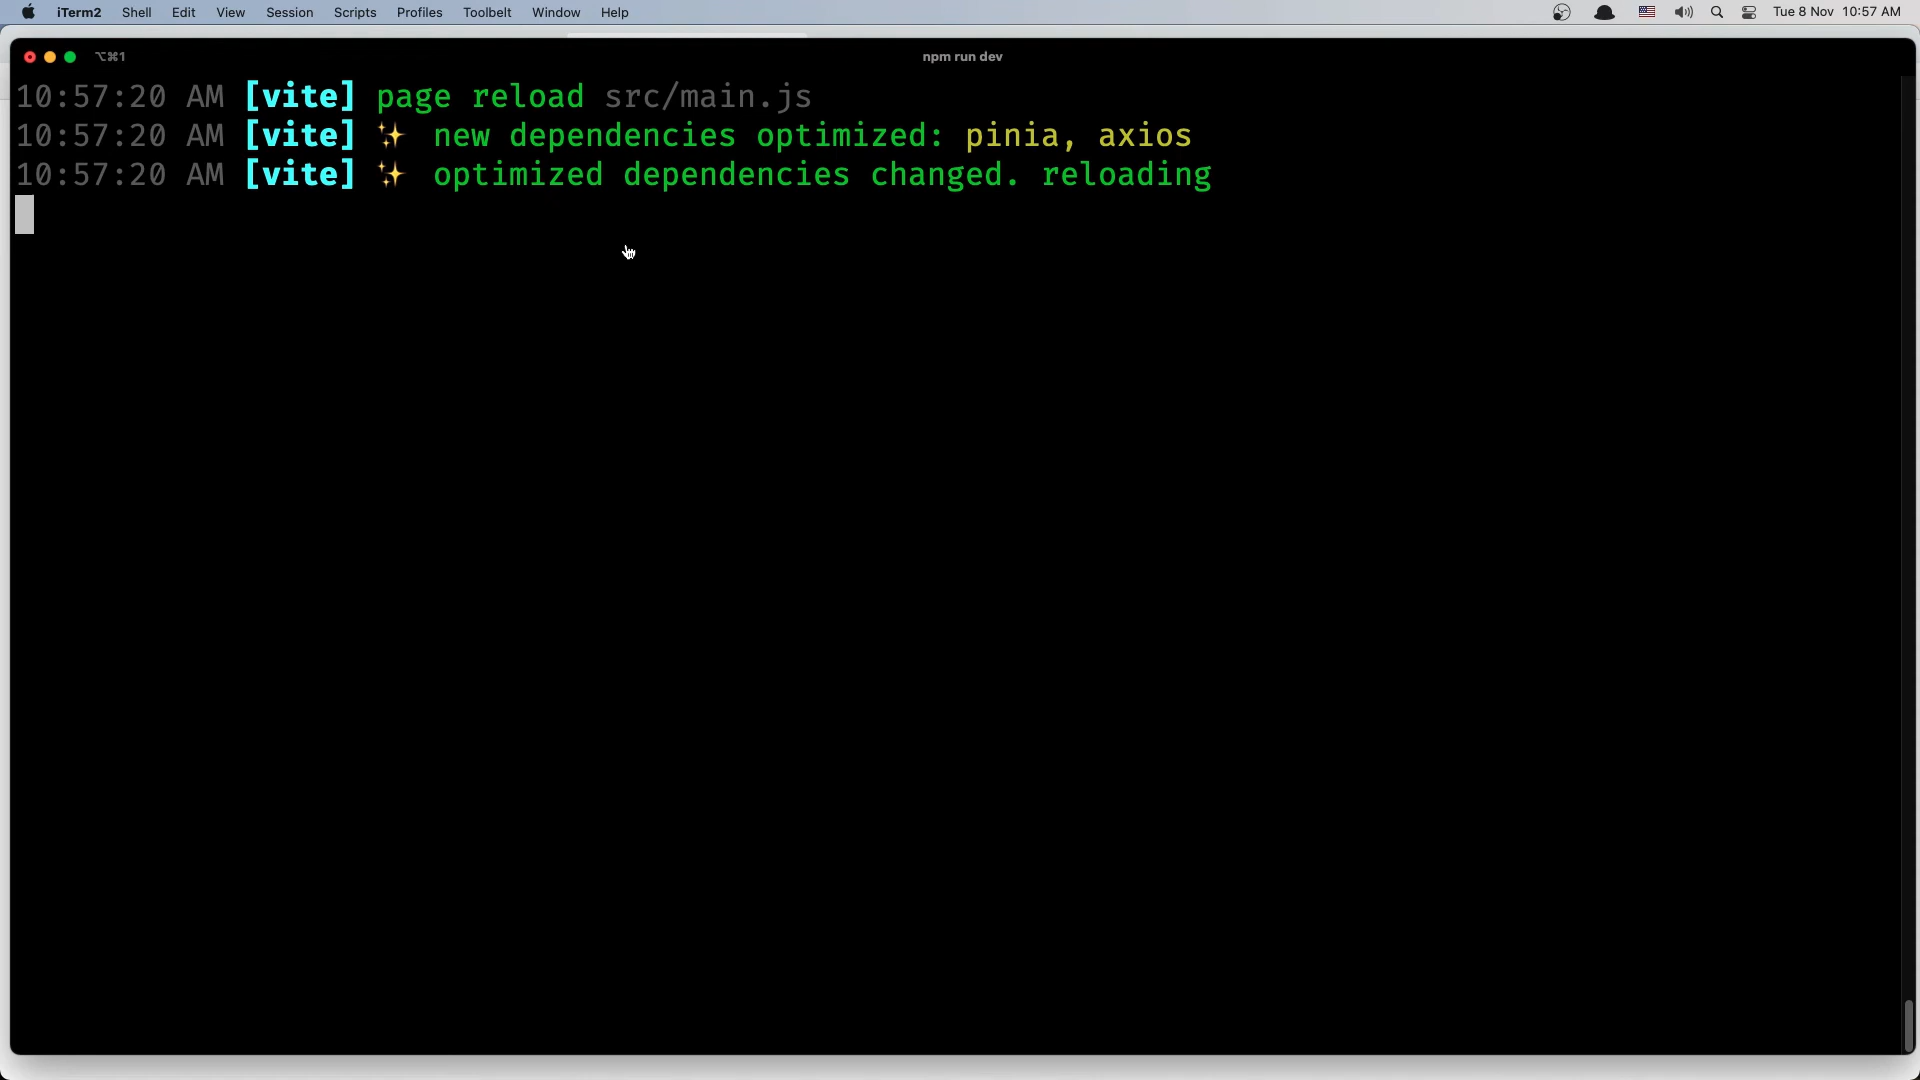 iTerm2 Shell Edit View Session Scripts Profiles Toolbelt Window Help Tue 8 Nov 10:57 AM
⌥⌘1 npm run dev
10:57:20 AM [vite] page reload src/main.js
10:57:20 AM [vite] ✨ new dependencies optimized: pinia, axios
10:57:20 AM [vite] ✨ optimized dependencies changed. reloading